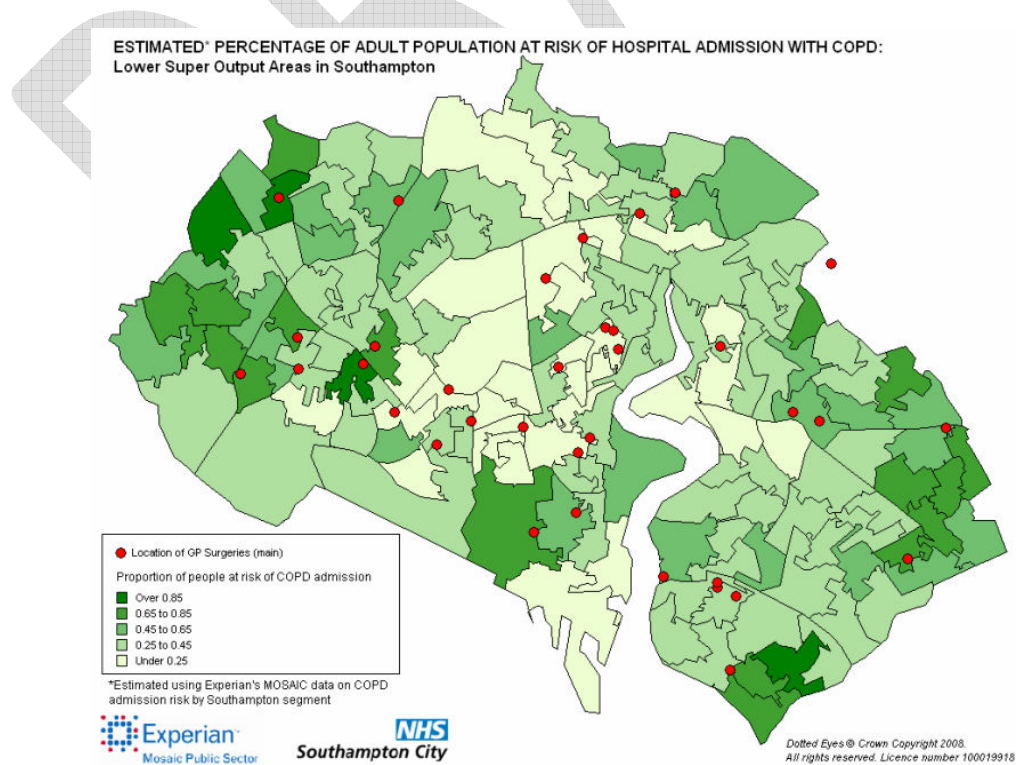 ESTIMATED* PERCENTAGE OF ADULT POPULATION AT RISK OF HOSPITAL ADMISSION WITH COPD:
Lower Super Output Areas in Southampton
Location of GP Surgeries (main)
Proportion of people at risk of COPD admission
Over 0.85
0.65 to 0.85
0.45 to 0.65
0.25 to 0.45
Under 0.25
*Estimated using Experian's MOSAIC data on COPD
admission risk by Southampton segment
Experian
Mosaic Public Sector
NHS
Southampton City
Dotted Eyes © Crown Copyright 2008.
All rights reserved. Licence number 100019918